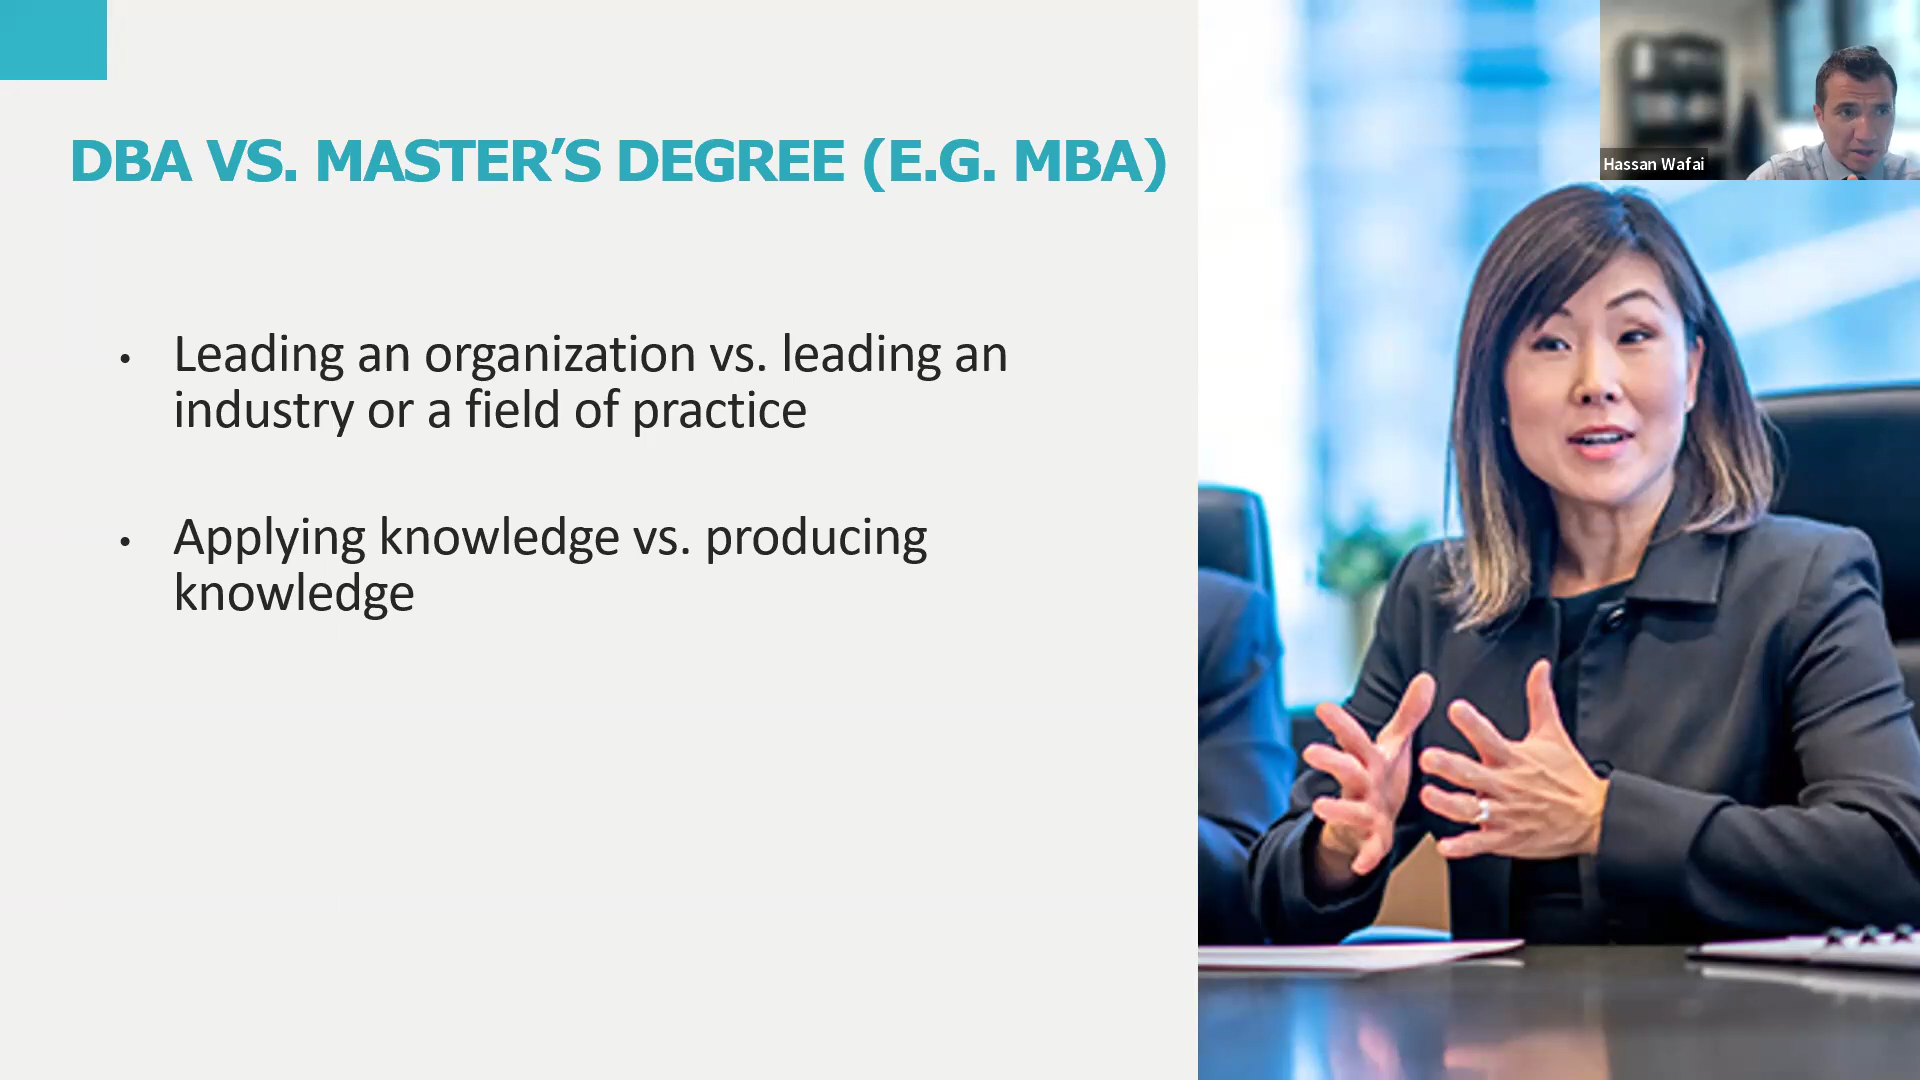 DBA VS. MASTER’S DEGREE (E.G. MBA)
Hassan Wafai
• Leading an organization vs. leading an
industry or a field of practice
• Applying knowledge vs. producing
knowledge